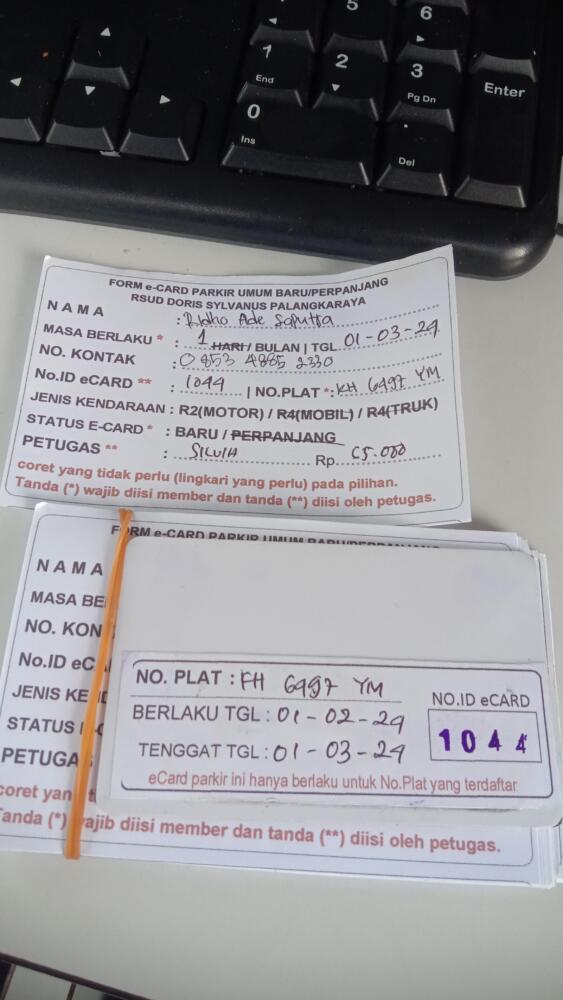 5
6
1
End
2
3
Pg Dn
Enter
0
Ins
.
Del
FORM e-CARD PARKIR UMUM BARU/PERPANJANG
RSUD DORIS SYLVANUS PALANGKARAYA
NAMA : Ridho Ade Saputra
MASA BERLAKU * : 1 HARI / BULAN | TGL 01-03-24
NO. KONTAK : 0853 4885 2330
No.ID eCARD ** : 1044 | NO.PLAT *: KH 6497 YM
JENIS KENDARAAN : R2(MOTOR) / R4(MOBIL) / R4(TRUK)
STATUS E-CARD * : BARU / PERPANJANG
PETUGAS ** : SILVIA Rp. 65.000
coret yang tidak perlu (lingkari yang perlu) pada pilihan.
Tanda (*) wajib diisi member dan tanda (**) diisi oleh petugas.
FORM e-CARD PARKIR UMUM BARU/PERPANJANG
NAMA
MASA BE
NO. KON
No.ID eC
JENIS KE
STATUS
PETUGA
NO. PLAT : KH 6497 YM
BERLAKU TGL : 01-02-24
TENGGAT TGL : 01-03-24
NO.ID eCARD
1044
eCard parkir ini hanya berlaku untuk No.Plat yang terdaftar
coret yan
Tanda (*) wajib diisi member dan tanda (**) diisi oleh petugas.